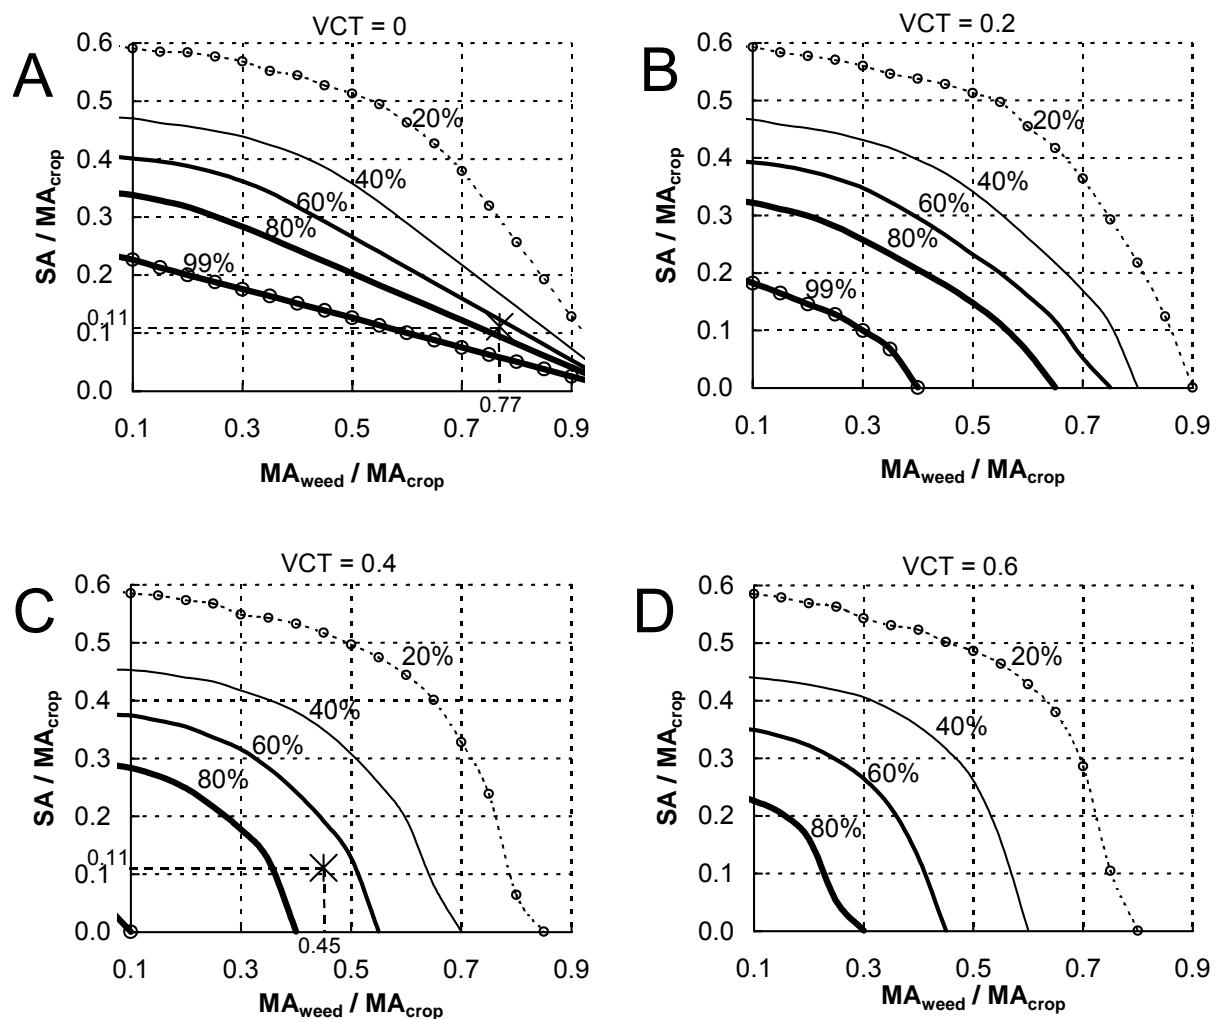 VCT = 0
A
0.6
0.5
0.4
0.3
0.2
0.11
0.1
0.0
SA / MAcrop
20%
40%
60%
80%
99%
0.77
0.1 0.3 0.5 0.7 0.9
MAweed / MAcrop
VCT = 0.2
B
0.6
0.5
0.4
0.3
0.2
0.1
0.0
SA / MAcrop
20%
40%
60%
80%
99%
0.1 0.3 0.5 0.7 0.9
MAweed / MAcrop
VCT = 0.4
C
0.6
0.5
0.4
0.3
0.2
0.11
0.1
0.0
SA / MAcrop
20%
40%
60%
80%
0.45
0.1 0.3 0.5 0.7 0.9
MAweed / MAcrop
VCT = 0.6
D
0.6
0.5
0.4
0.3
0.2
0.1
0.0
SA / MAcrop
20%
40%
60%
80%
0.1 0.3 0.5 0.7 0.9
MAweed / MAcrop